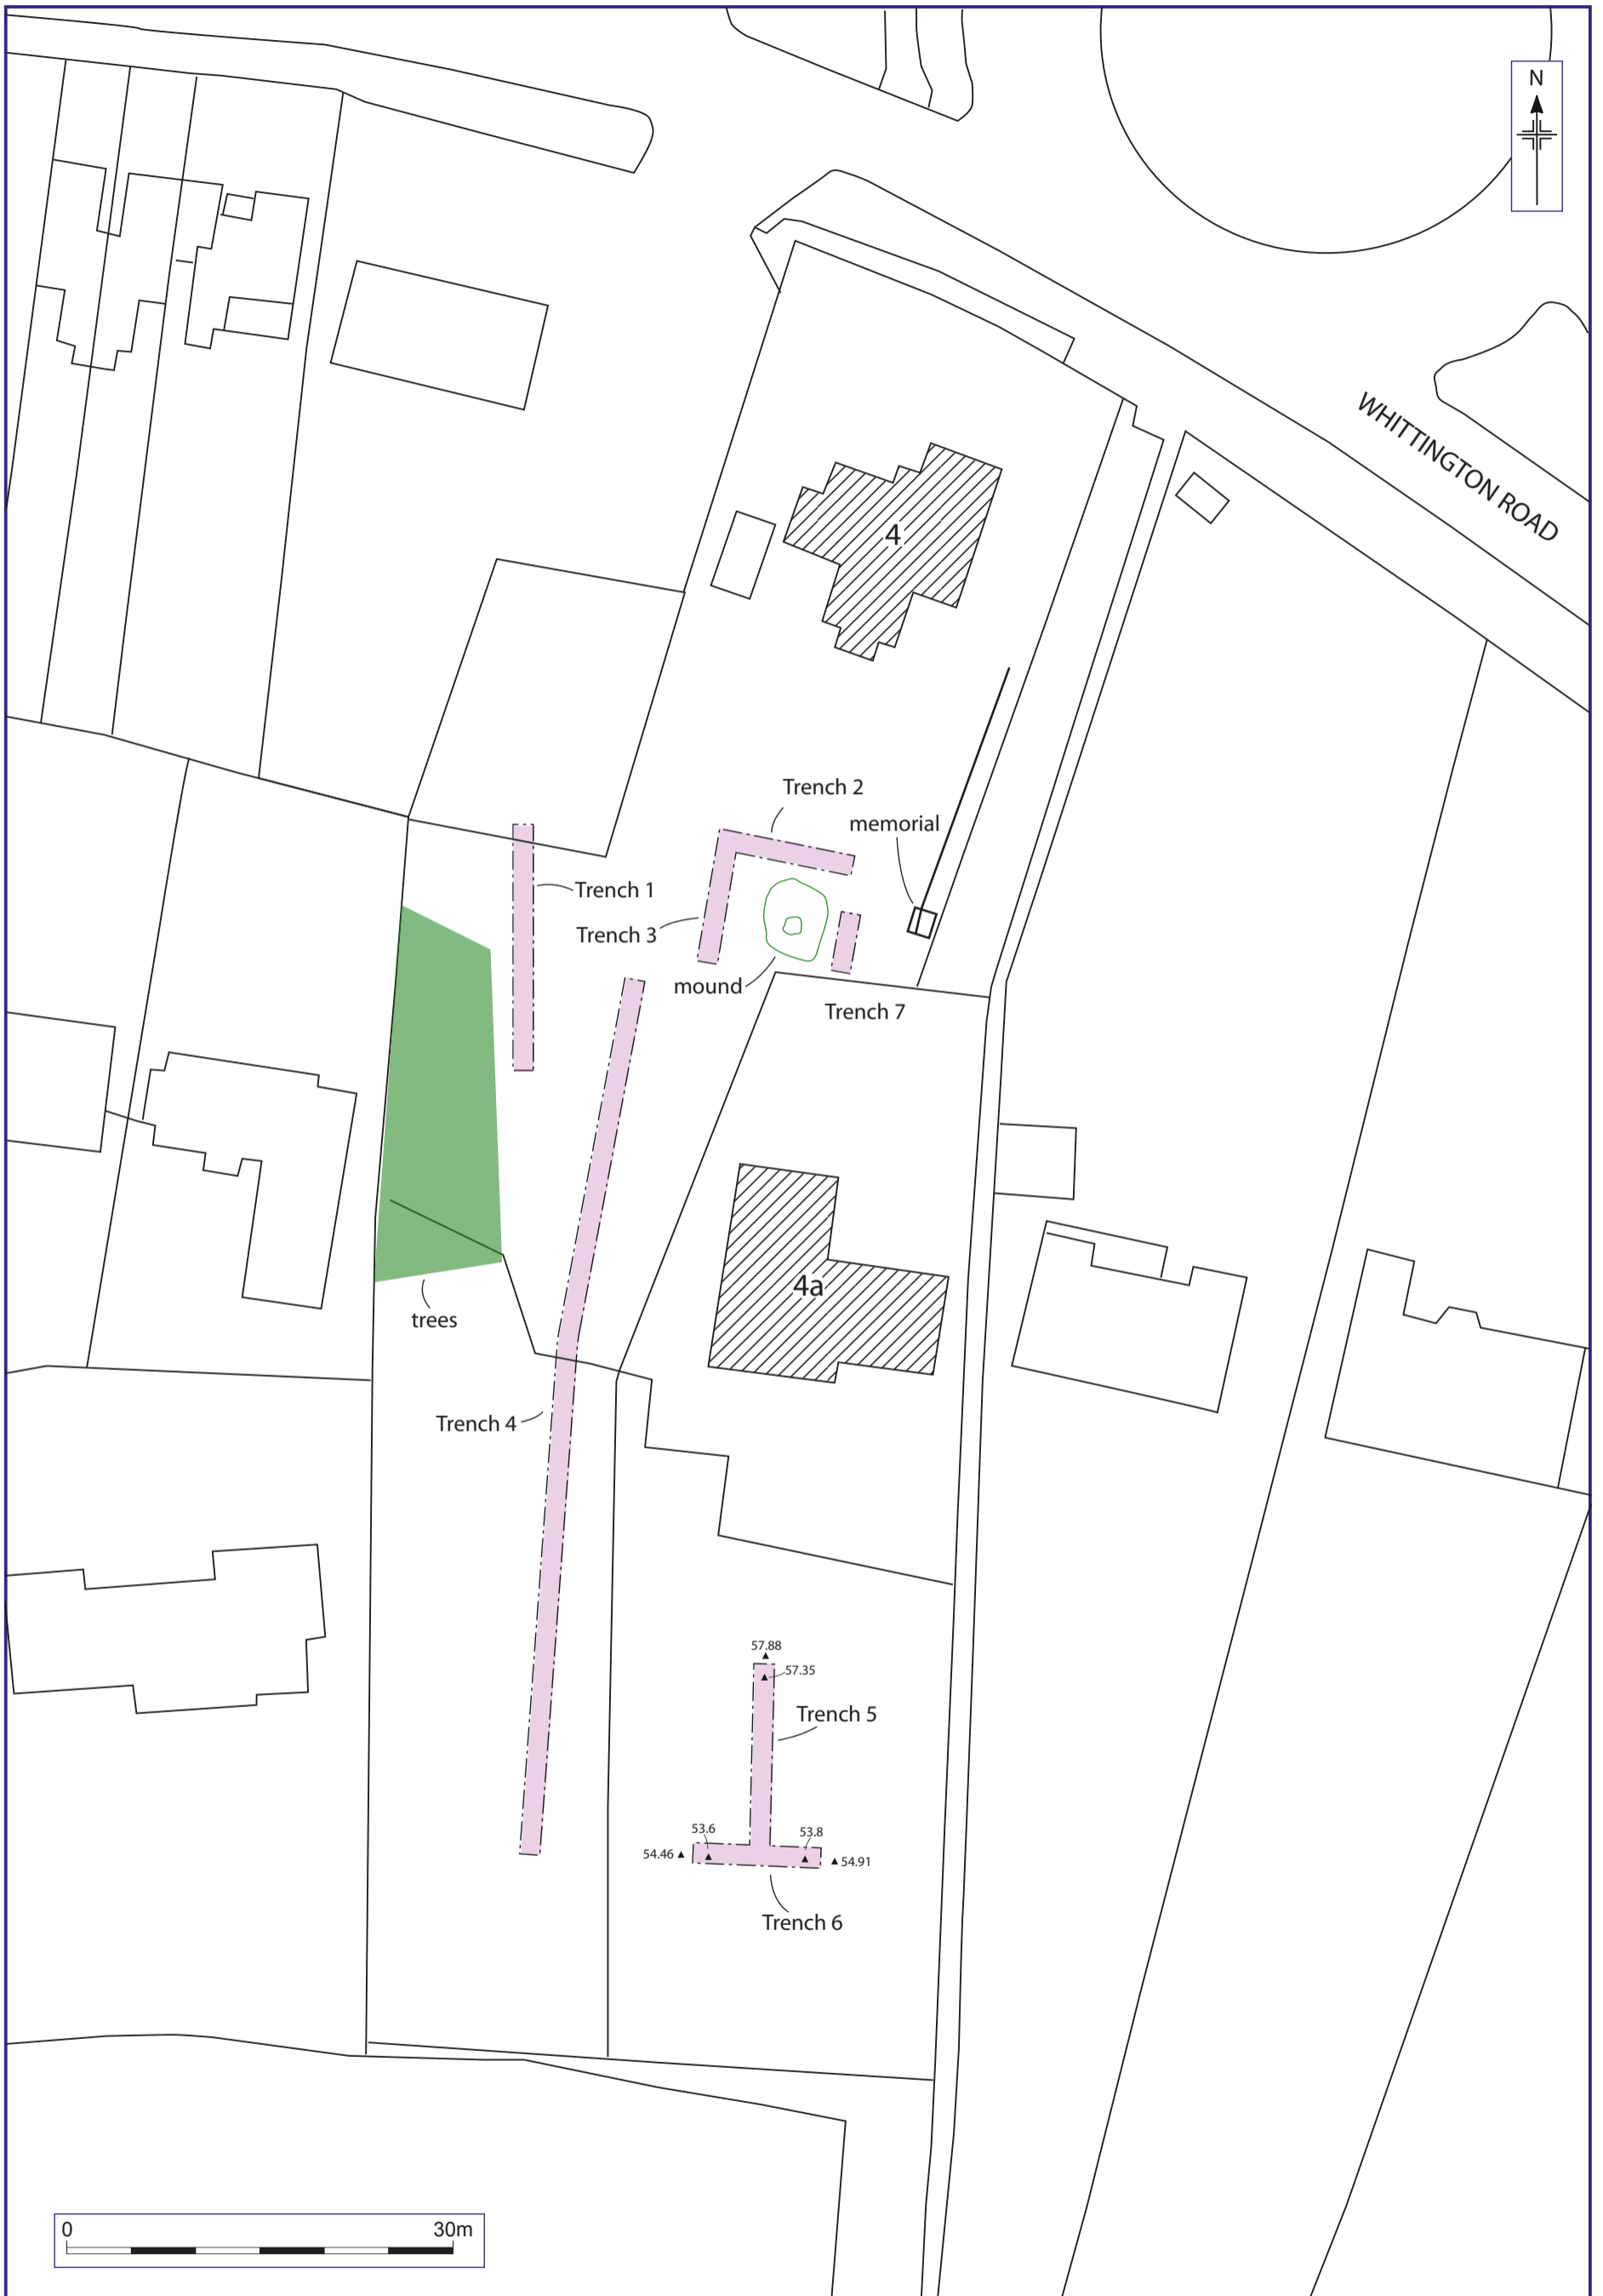 N
WHITTINGTON ROAD
4
Trench 2
memorial
Trench 1
Trench 3
mound
Trench 7
4a
trees
Trench 4
57.88
57.35
Trench 5
53.6
53.8
54.46
54.91
Trench 6
0 30m